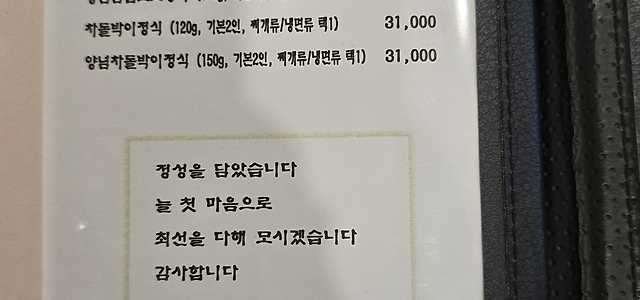 차돌박이정식 (120g, 기본2인, 찌개류/냉면류 택1) 31,000
양념차돌박이정식 (150g, 기본2인, 찌개류/냉면류 택1) 31,000
정성을 담았습니다
늘 첫 마음으로
최선을 다해 모시겠습니다
감사합니다